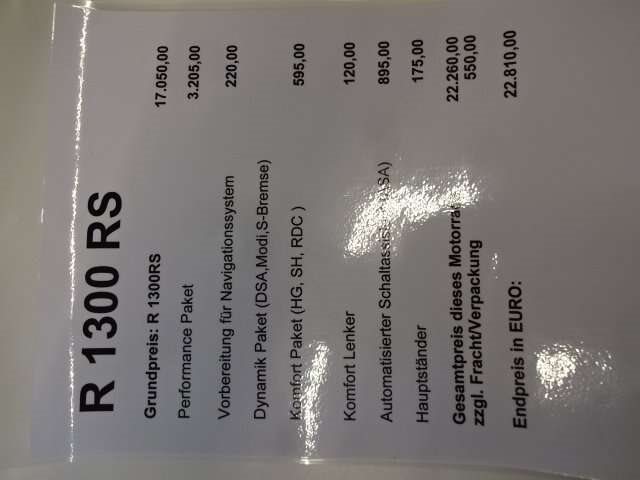 R 1300 RS
Grundpreis: R 1300RS 17.050,00
Performance Paket 3.205,00
Vorbereitung für Navigationssystem 220,00
Dynamik Paket (DSA,Modi,S-Bremse)
Komfort Paket (HG, SH, RDC ) 595,00
Komfort Lenker 120,00
Automatisierter 895,00
Hauptständer 175,00
Gesamtpreis dieses 22.260,00
zzgl. Fracht/Verpackung 550,00
Endpreis in EURO: 22.810,00